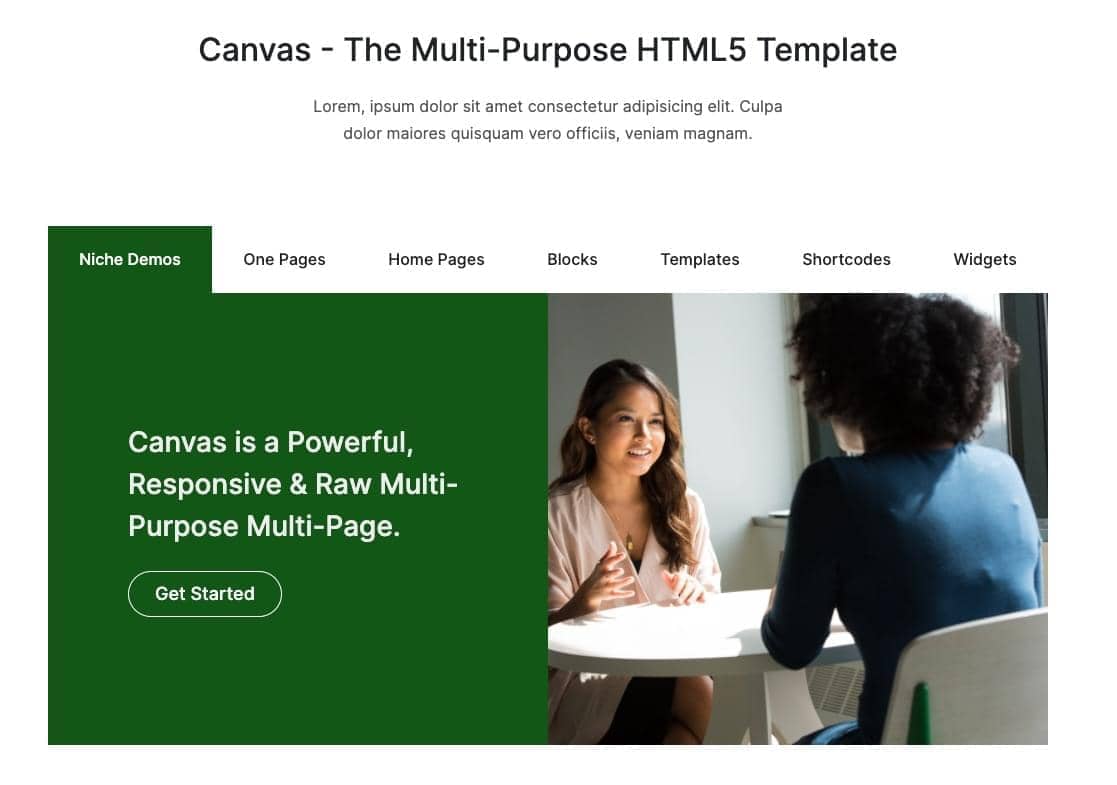 Canvas - The Multi-Purpose HTML5 Template
Lorem, ipsum dolor sit amet consectetur adipisicing elit. Culpa
dolor maiores quisquam vero officiis, veniam magnam.
Niche Demos One Pages Home Pages Blocks Templates Shortcodes Widgets
Canvas is a Powerful,
Responsive & Raw Multi-
Purpose Multi-Page.
Get Started